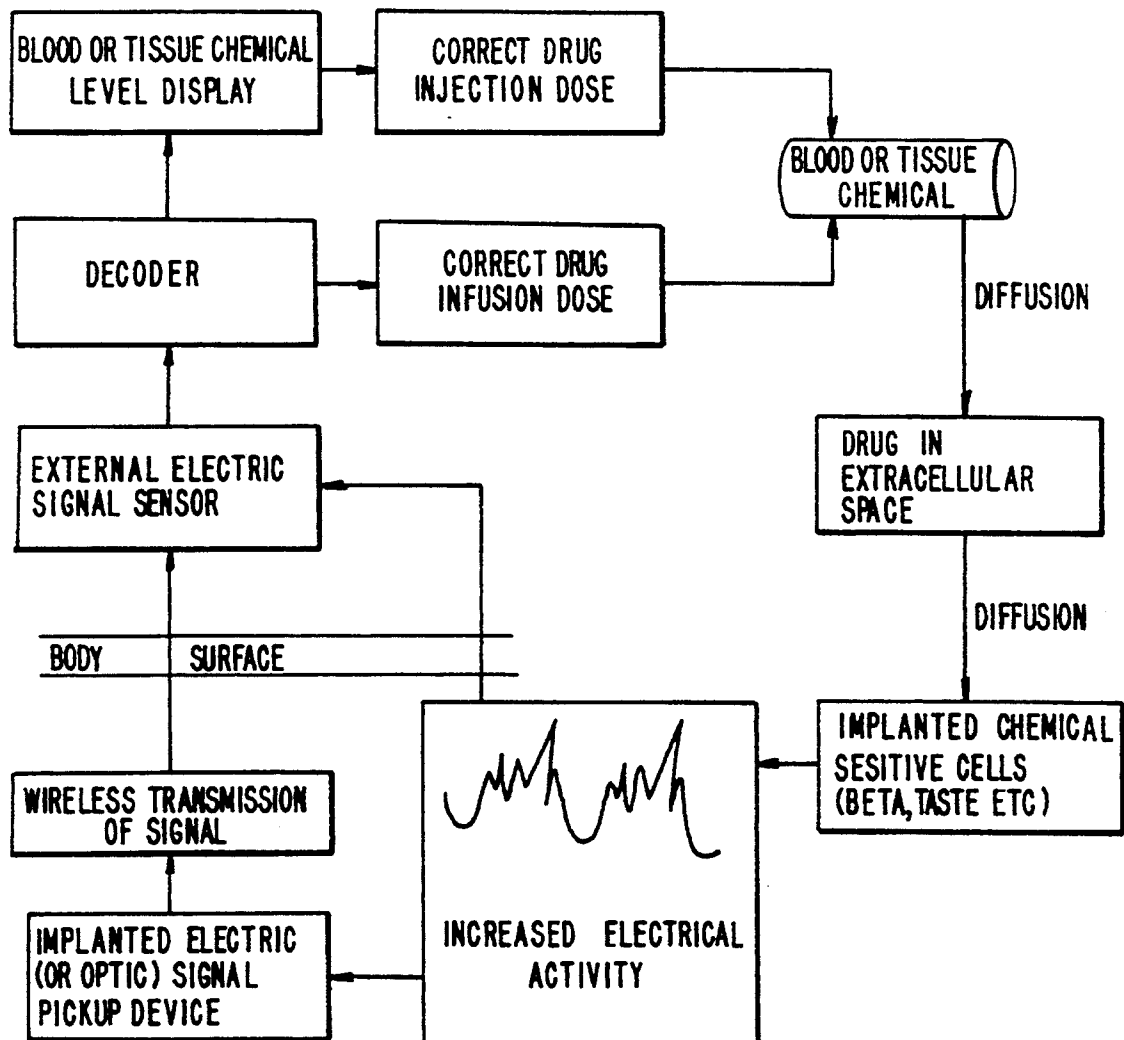 BLOOD OR TISSUE CHEMICAL
LEVEL DISPLAY
CORRECT DRUG
INJECTION DOSE
BLOOD OR TISSUE
CHEMICAL
DECODER
CORRECT DRUG
INFUSION DOSE
DIFFUSION
EXTERNAL ELECTRIC
SIGNAL SENSOR
DRUG IN
EXTRACELLULAR
SPACE
DIFFUSION
BODY SURFACE
IMPLANTED CHEMICAL
SESITIVE CELLS
(BETA, TASTE ETC)
WIRELESS TRANSMISSION
OF SIGNAL
INCREASED ELECTRICAL
ACTIVITY
IMPLANTED ELECTRIC
(OR OPTIC) SIGNAL
PICKUP DEVICE